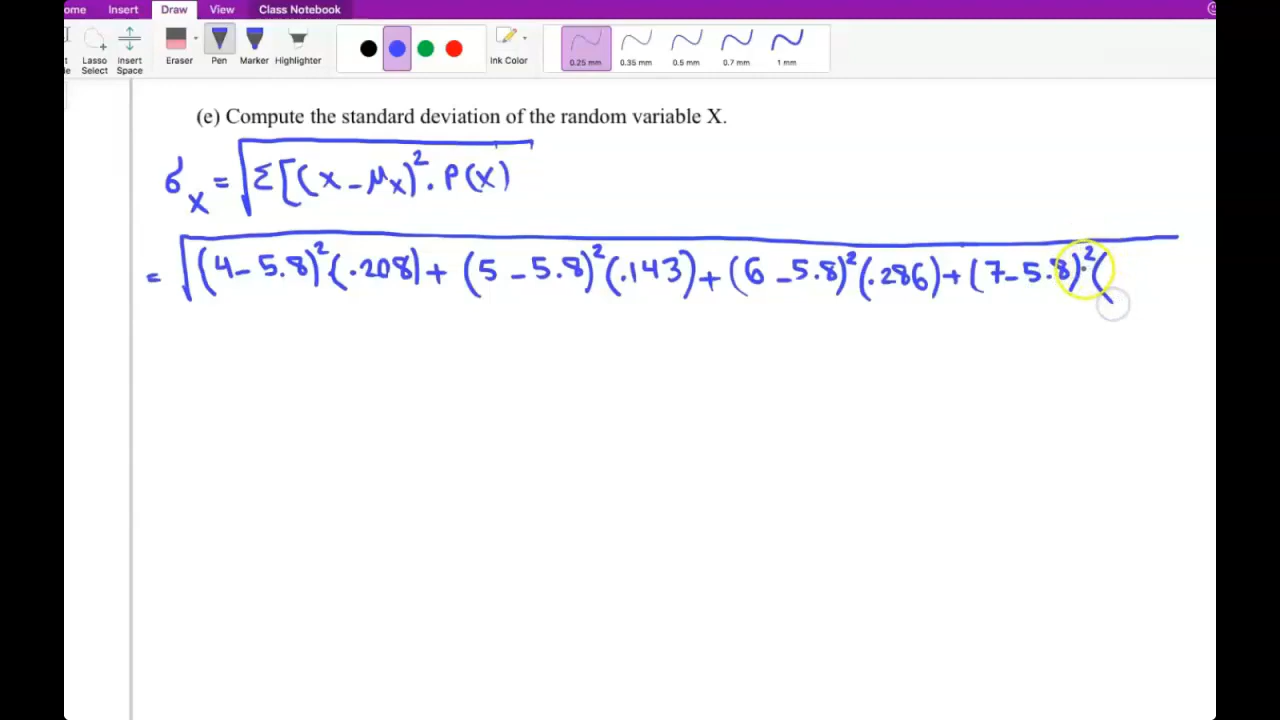 ome Insert Draw View Class Notebook
Lasso Select Insert Space Eraser Pen Marker Highlighter Ink Color 0.25 mm 0.35 mm 0.5 mm 0.7 mm 1 mm
(e) Compute the standard deviation of the random variable X.
σ_X = √Σ[(x - μ_X)² · P(x)
= √(4 - 5.8)² (.208) + (5 - 5.8)² (.143) + (6 - 5.8)² (.286) + (7 - 5.8)² (